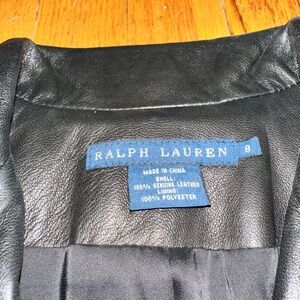 RALPH LAUREN 8
MADE IN CHINA
SHELL:
100% GENUINE LEATHER
LINING:
100% POLYESTER